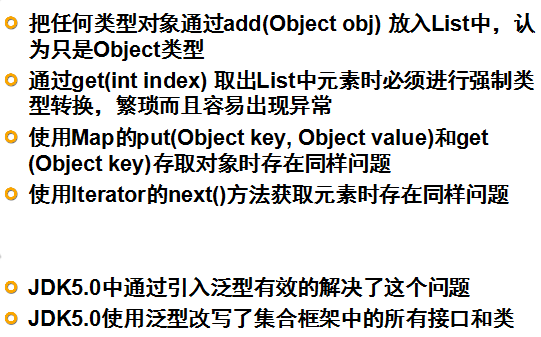 把任何类型对象通过add(Object obj) 放入List中，认
为只是Object类型
通过get(int index) 取出List中元素时必须进行强制类
型转换，繁琐而且容易出现异常
使用Map的put(Object key, Object value)和get
(Object key)存取对象时存在同样问题
使用Iterator的next()方法获取元素时存在同样问题
JDK5.0中通过引入泛型有效的解决了这个问题
JDK5.0使用泛型改写了集合框架中的所有接口和类